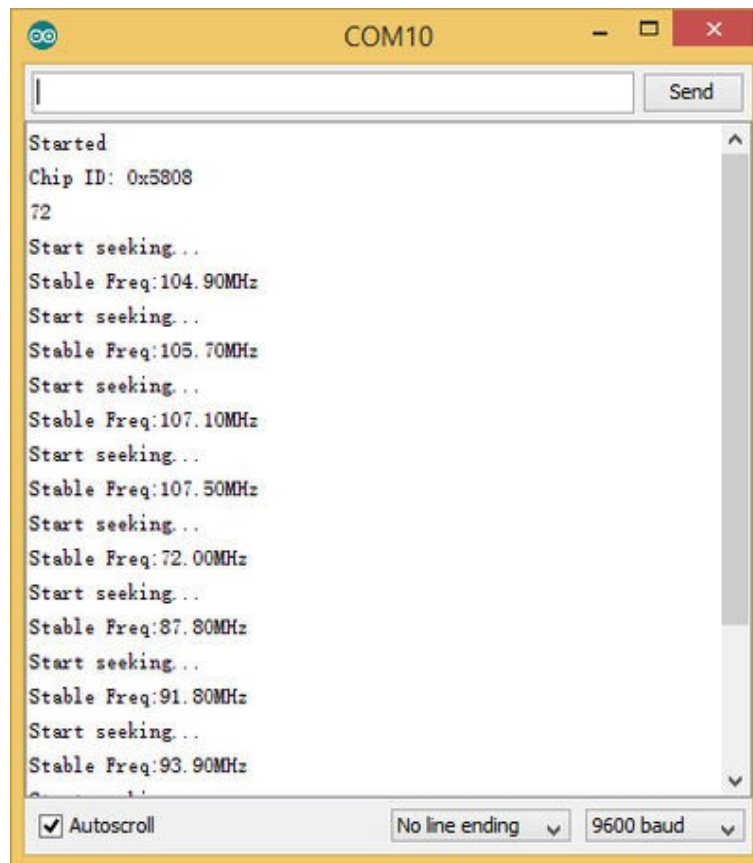 COM10
Send
Started
Chip ID: 0x5808
72
Start seeking...
Stable Freq:104.90MHz
Start seeking...
Stable Freq:105.70MHz
Start seeking...
Stable Freq:107.10MHz
Start seeking...
Stable Freq:107.50MHz
Start seeking...
Stable Freq:72.00MHz
Start seeking...
Stable Freq:87.80MHz
Start seeking...
Stable Freq:91.80MHz
Start seeking...
Stable Freq:93.90MHz
Autoscroll No line ending 9600 baud